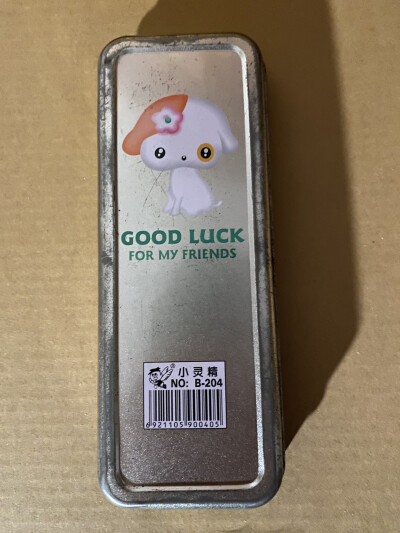 GOOD LUCK
FOR MY FRIENDS
小灵精
NO: B-204
6921105900405